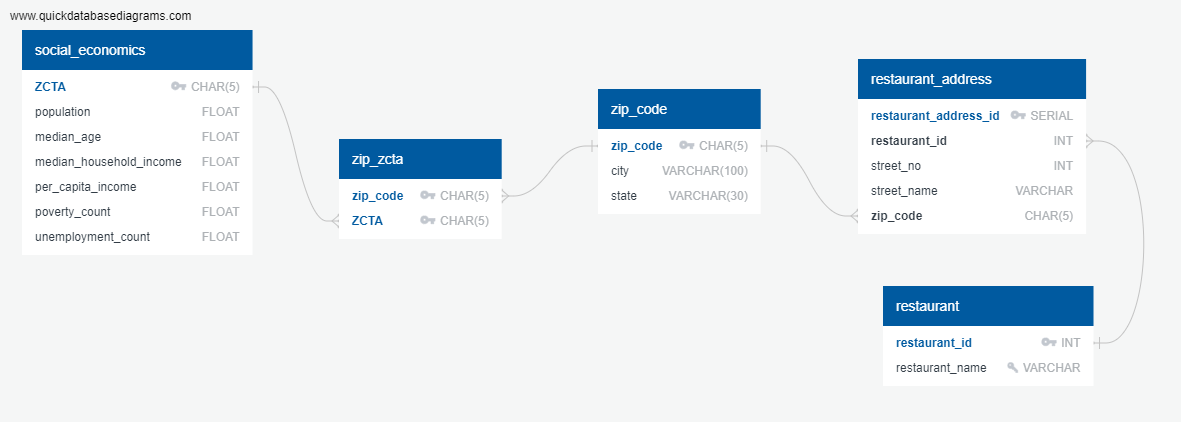 www.quickdatabasediagrams.com
social_economics
ZCTA CHAR(5)
population FLOAT
median_age FLOAT
median_household_income FLOAT
per_capita_income FLOAT
poverty_count FLOAT
unemployment_count FLOAT
zip_zcta
zip_code CHAR(5)
ZCTA CHAR(5)
zip_code
zip_code CHAR(5)
city VARCHAR(100)
state VARCHAR(30)
restaurant_address
restaurant_address_id SERIAL
restaurant_id INT
street_no INT
street_name VARCHAR
zip_code CHAR(5)
restaurant
restaurant_id INT
restaurant_name VARCHAR